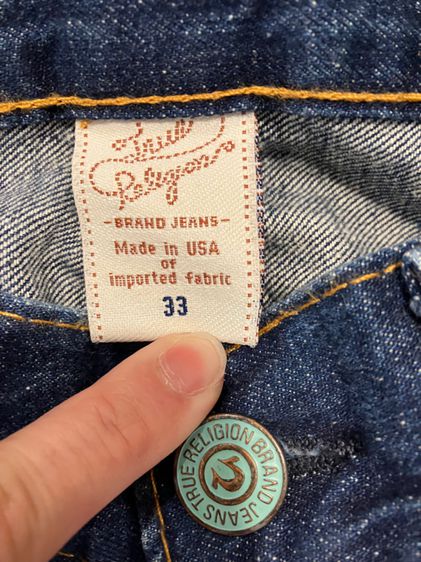 True
Religion
-BRAND JEANS-
Made in USA
of
imported fabric
33
TRUE RELIGION BRAND JEANS